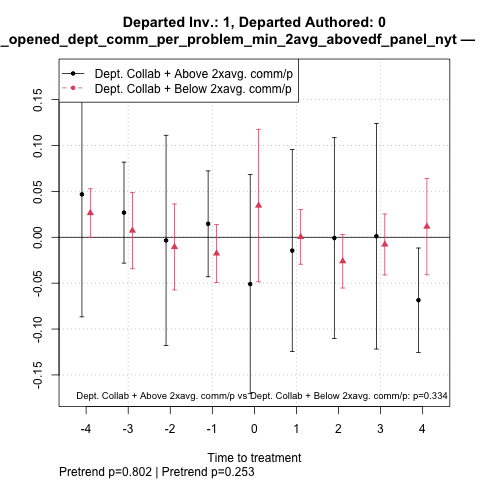 Departed Inv.: 1, Departed Authored: 0
_opened_dept_comm_per_problem_min_2avg_abovedf_panel_nyt —
Dept. Collab + Above 2xavg. comm/p
Dept. Collab + Below 2xavg. comm/p
0.15
0.10
0.05
0.00
-0.05
-0.10
-0.15
Dept. Collab + Above 2xavg. comm/p vs Dept. Collab + Below 2xavg. comm/p: p=0.334
-4 -3 -2 -1 0 1 2 3 4
Time to treatment
Pretrend p=0.802 | Pretrend p=0.253